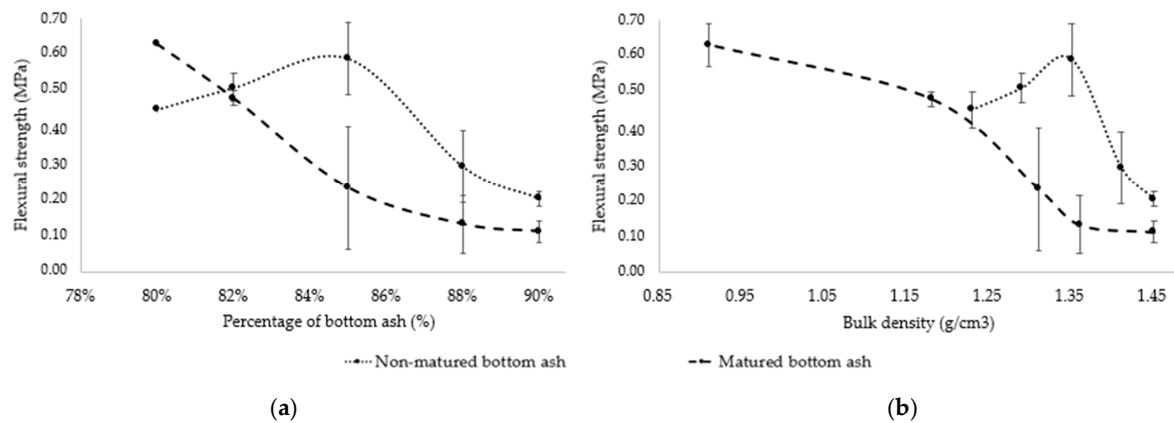 0.70
0.60
0.50
0.40
0.30
0.20
0.10
0.00
Flexural strength (MPa)
78% 80% 82% 84% 86% 88% 90%
Percentage of bottom ash (%)
0.70
0.60
0.50
0.40
0.30
0.20
0.10
0.00
Flexural strength (MPa)
0.85 0.95 1.05 1.15 1.25 1.35 1.45
Bulk density (g/cm3)
Non-matured bottom ash Matured bottom ash
(a) (b)